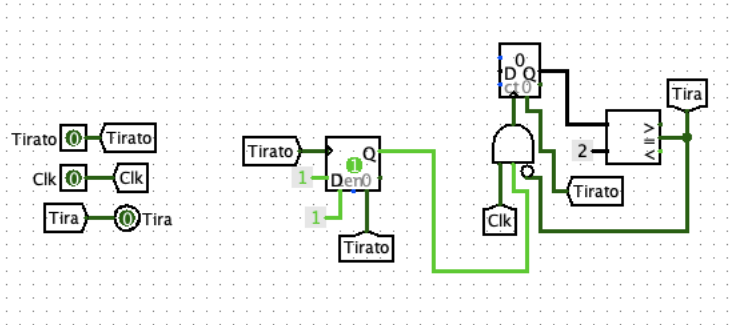 Tirato 0 Tirato
Clk 0 Clk
Tira 0 Tira
Tirato
1
1
D Q
en 0
1
Tirato
0
D Q
ct 0
Clk
2
>
=
<
Tira
Tirato